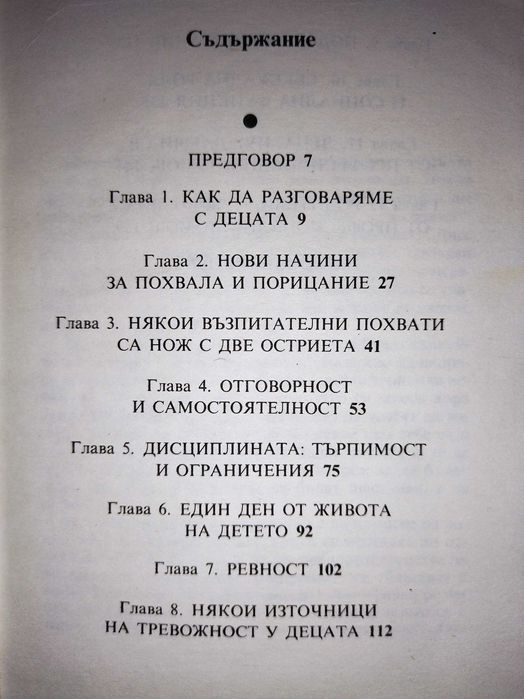 Съдържание
ПРЕДГОВОР 7
Глава 1. КАК ДА РАЗГОВАРЯМЕ
С ДЕЦАТА 9
Глава 2. НОВИ НАЧИНИ
ЗА ПОХВАЛА И ПОРИЦАНИЕ 27
Глава 3. НЯКОИ ВЪЗПИТАТЕЛНИ ПОХВАТИ
СА НОЖ С ДВЕ ОСТРИЕТА 41
Глава 4. ОТГОВОРНОСТ
И САМОСТОЯТЕЛНОСТ 53
Глава 5. ДИСЦИПЛИНАТА: ТЪРПИМОСТ
И ОГРАНИЧЕНИЯ 75
Глава 6. ЕДИН ДЕН ОТ ЖИВОТА
НА ДЕТЕТО 92
Глава 7. РЕВНОСТ 102
Глава 8. НЯКОИ ИЗТОЧНИЦИ
НА ТРЕВОЖНОСТ У ДЕЦАТА 112